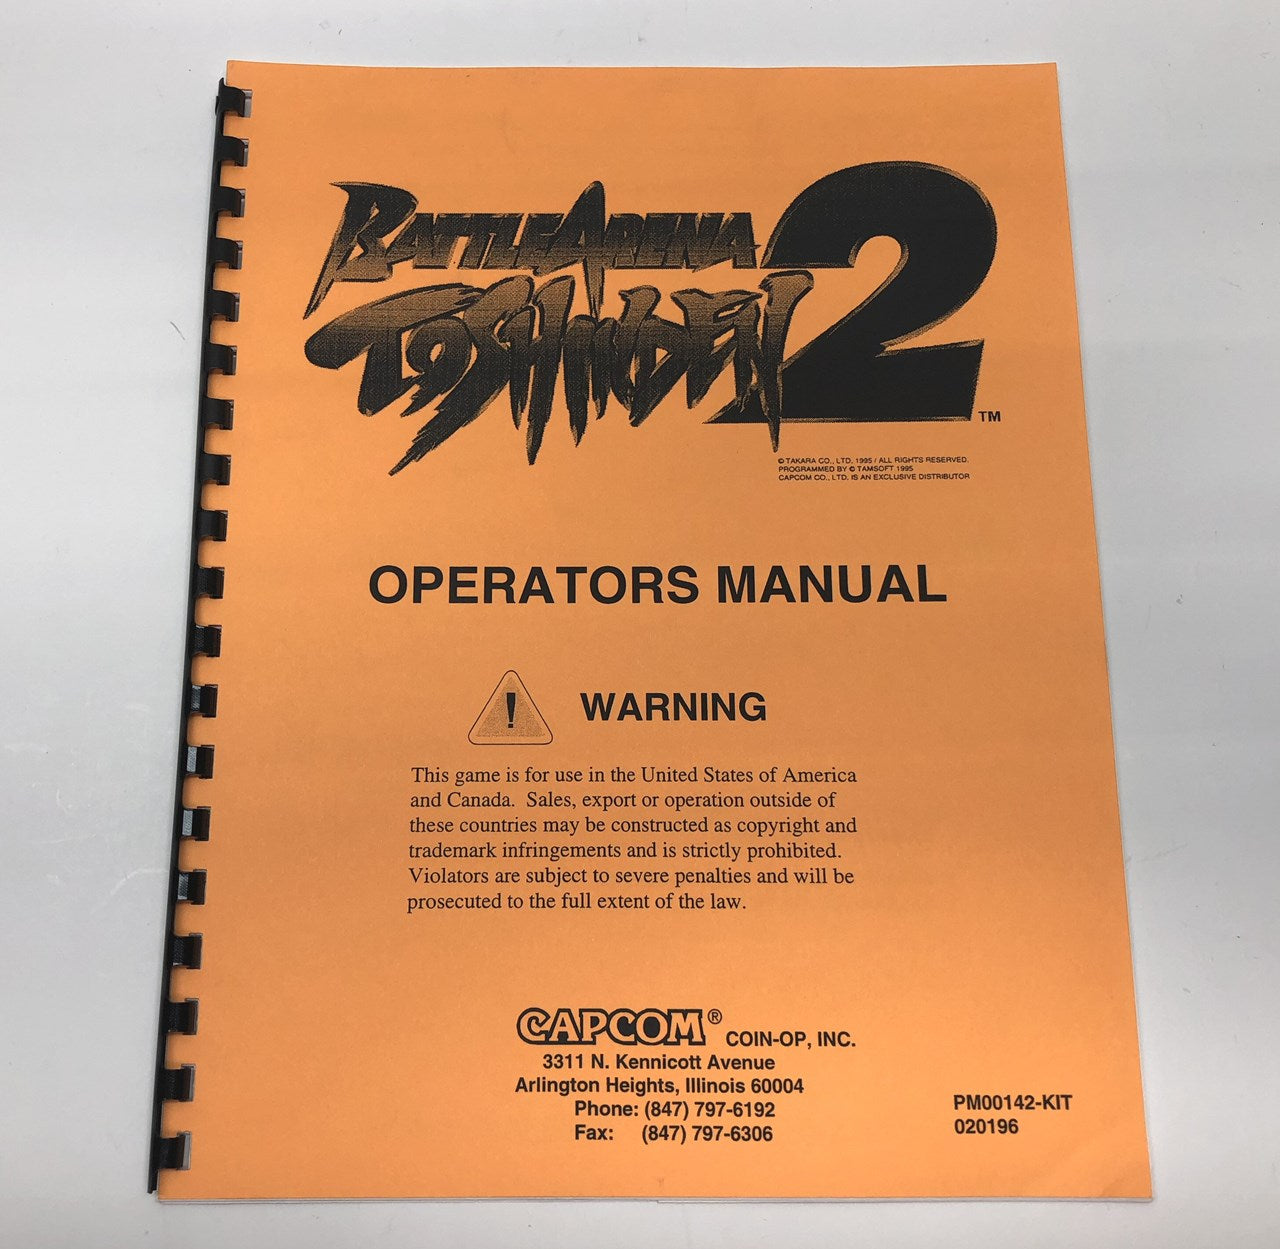 BATTLE ARENA
TOSHINDEN 2 ™
© TAKARA CO., LTD. 1995 / ALL RIGHTS RESERVED.
PROGRAMMED BY © TAMSOFT 1995
CAPCOM CO., LTD. IS AN EXCLUSIVE DISTRIBUTOR
OPERATORS MANUAL
! WARNING
This game is for use in the United States of America
and Canada. Sales, export or operation outside of
these countries may be constructed as copyright and
trademark infringements and is strictly prohibited.
Violators are subject to severe penalties and will be
prosecuted to the full extent of the law.
CAPCOM® COIN-OP, INC.
3311 N. Kennicott Avenue
Arlington Heights, Illinois 60004
Phone: (847) 797-6192
Fax: (847) 797-6306
PM00142-KIT
020196